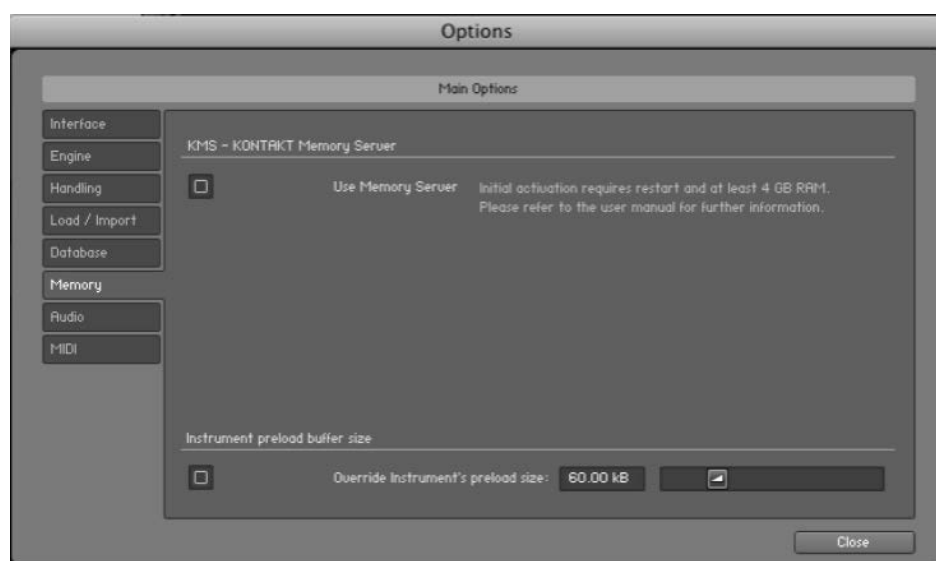 Options
Main Options
Interface
Engine
Handling
Load / Import
Database
Memory
Audio
MIDI
KMS - KONTAKT Memory Server
Use Memory Server
Initial activation requires restart and at least 4 GB RAM.
Please refer to the user manual for further information.
Instrument preload buffer size
Override Instrument's preload size: 60.00 kB
Close